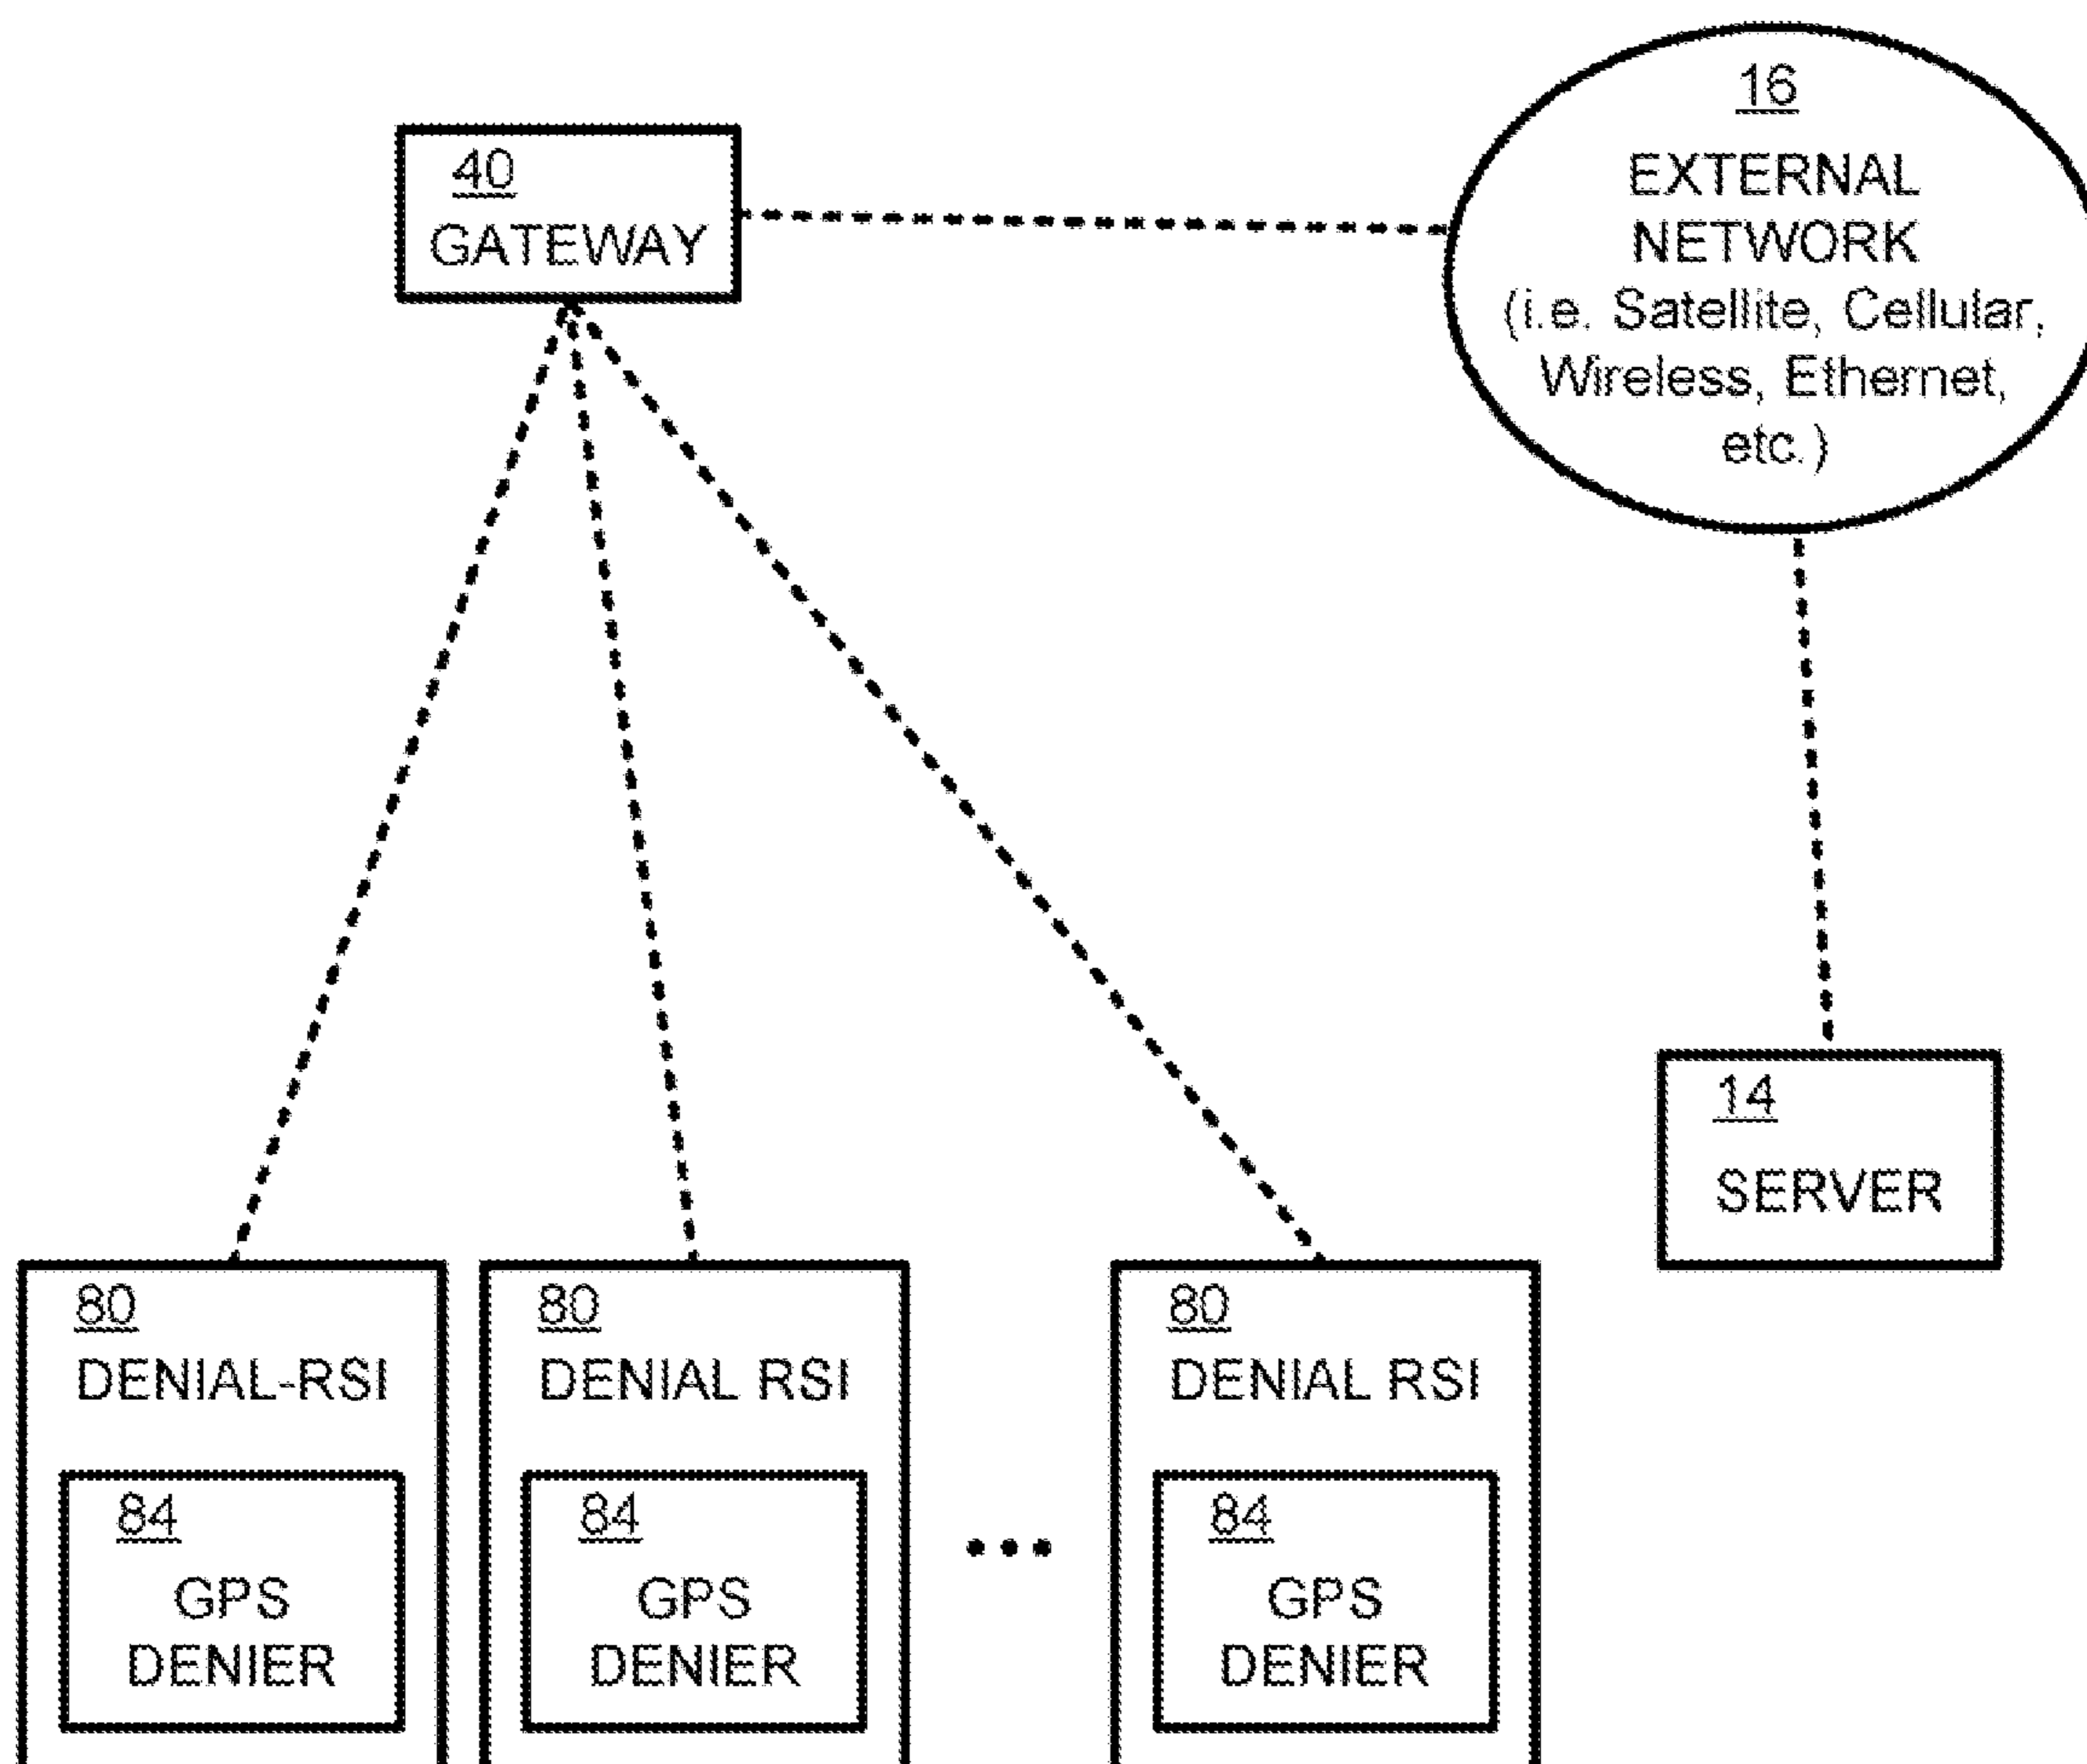 40
GATEWAY
16
EXTERNAL
NETWORK
(i.e. Satellite, Cellular,
Wireless, Ethernet,
etc.)
14
SERVER
80
DENIAL-RSI
84
GPS
DENIER
80
DENIAL RSI
84
GPS
DENIER
...
80
DENIAL RSI
84
GPS
DENIER